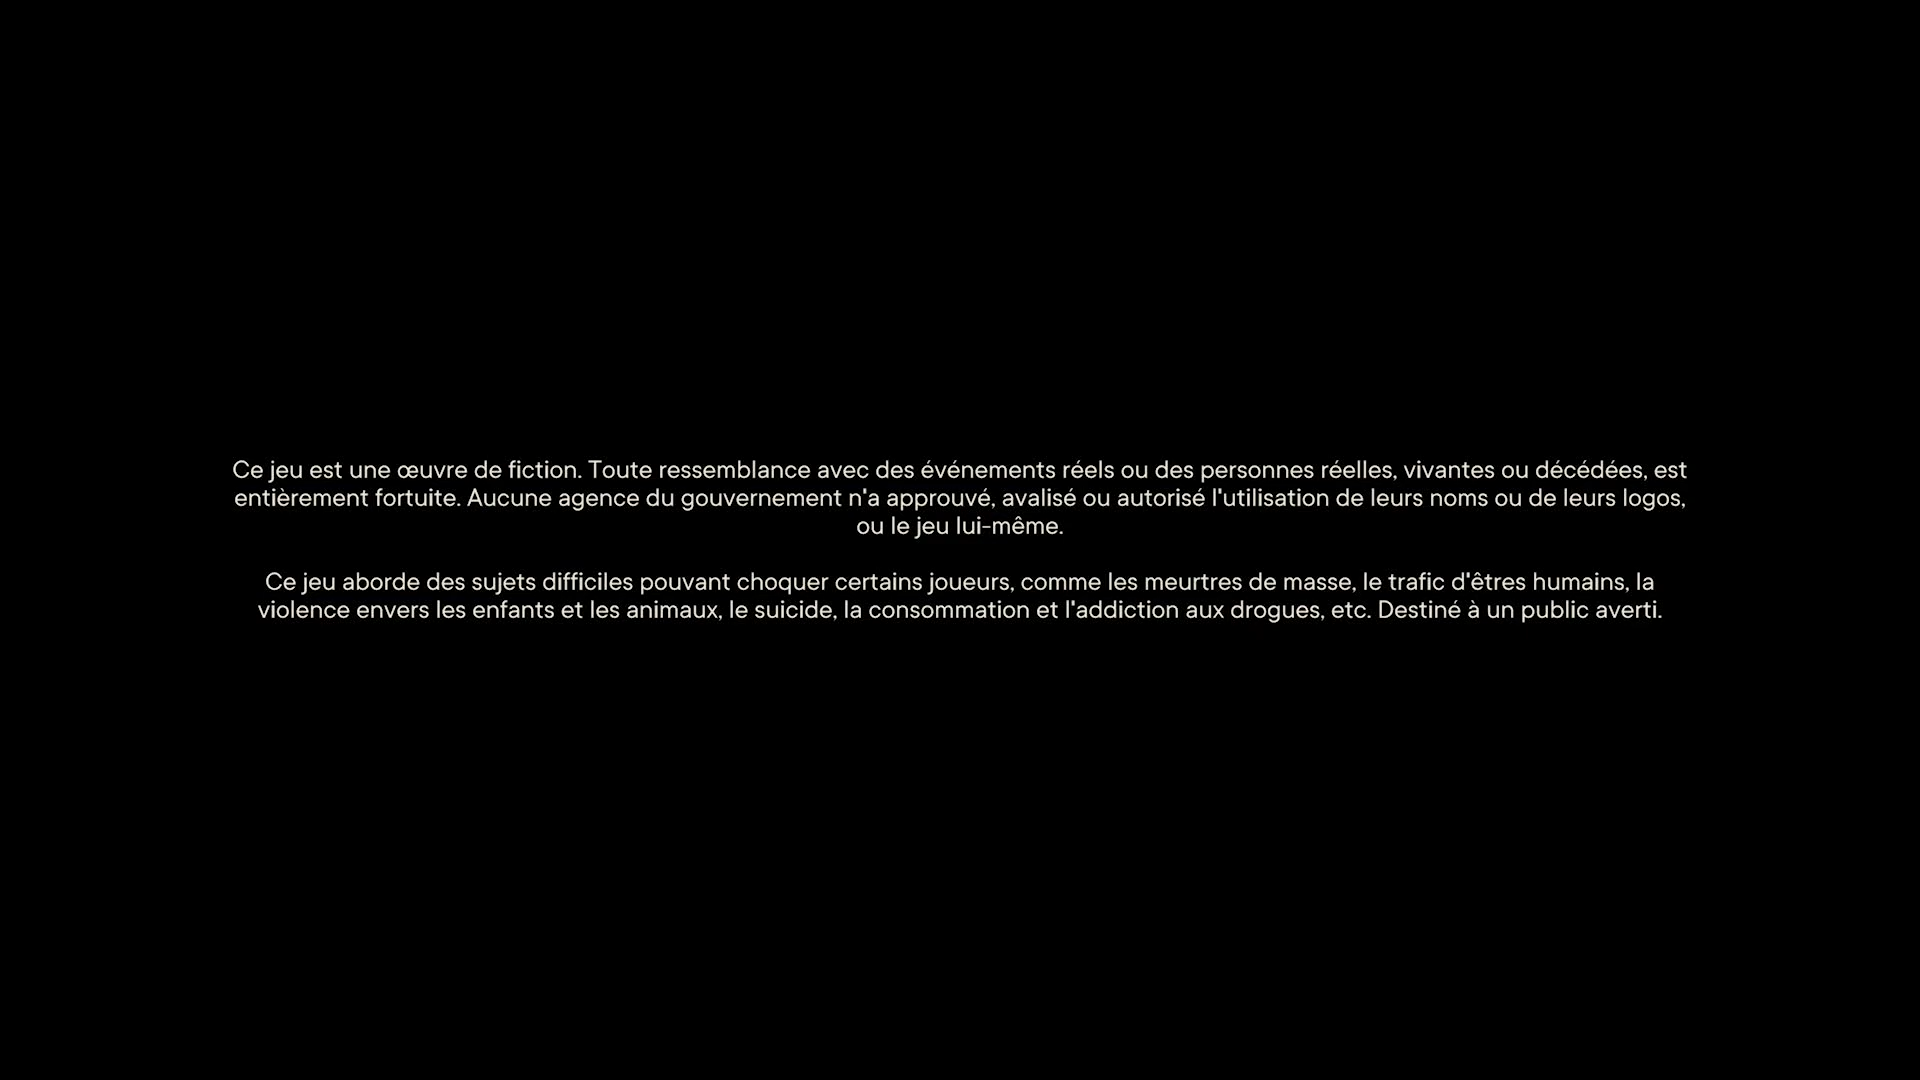 Ce jeu est une œuvre de fiction. Toute ressemblance avec des événements réels ou des personnes réelles, vivantes ou décédées, est
entièrement fortuite. Aucune agence du gouvernement n'a approuvé, avalisé ou autorisé l'utilisation de leurs noms ou de leurs logos,
ou le jeu lui-même.
Ce jeu aborde des sujets difficiles pouvant choquer certains joueurs, comme les meurtres de masse, le trafic d'êtres humains, la
violence envers les enfants et les animaux, le suicide, la consommation et l'addiction aux drogues, etc. Destiné à un public averti.